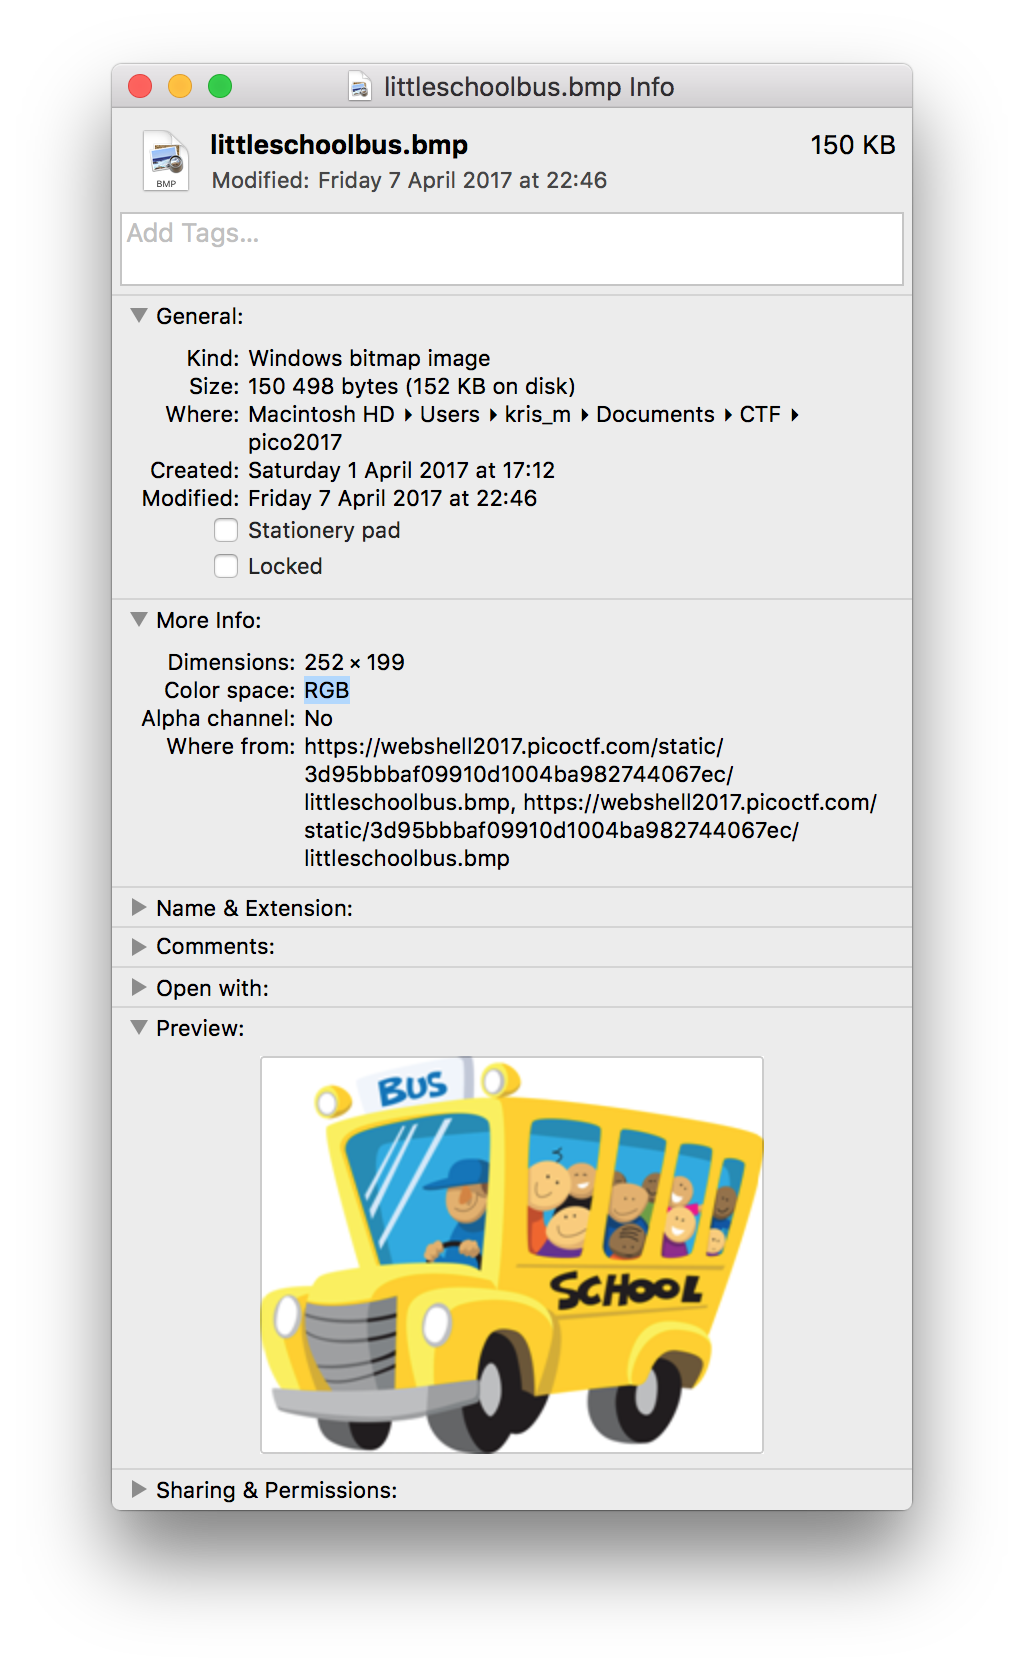 littleschoolbus.bmp Info
littleschoolbus.bmp 150 KB
Modified: Friday 7 April 2017 at 22:46
BMP
Add Tags...
General:
Kind: Windows bitmap image
Size: 150 498 bytes (152 KB on disk)
Where: Macintosh HD ▸ Users ▸ kris_m ▸ Documents ▸ CTF ▸
pico2017
Created: Saturday 1 April 2017 at 17:12
Modified: Friday 7 April 2017 at 22:46
Stationery pad
Locked
More Info:
Dimensions: 252 × 199
Color space: RGB
Alpha channel: No
Where from: https://webshell2017.picoctf.com/static/
3d95bbbaf09910d1004ba982744067ec/
littleschoolbus.bmp, https://webshell2017.picoctf.com/
static/3d95bbbaf09910d1004ba982744067ec/
littleschoolbus.bmp
Name & Extension:
Comments:
Open with:
Preview:
BUS
SCHOOL
Sharing & Permissions: